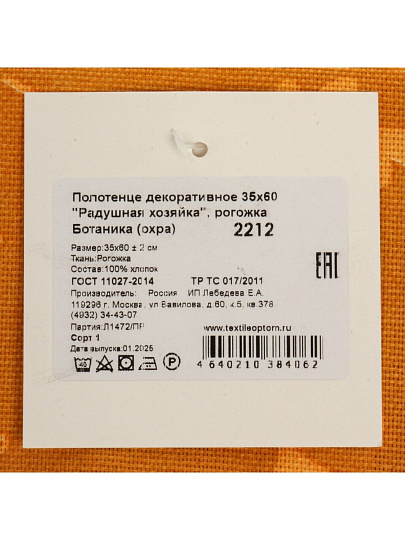 Полотенце декоративное 35х60
"Радушная хозяйка", рогожка
Ботаника (охра) 2212
Размер:35х60 ± 2 см
Ткань:Рогожка
Состав:100% хлопок
ГОСТ 11027-2014 ТР ТС 017/2011
Производитель: Россия ИП Лебедева Е.А.
119296 г. Москва, ул Вавилова, д.60, к.5, кв.378
(4932) 34-43-07
Партия:Л1472/ПР www.textileoptom.ru
Сорт 1
Дата выпуска:01.2025
4 640210 384062
EAC
40
P